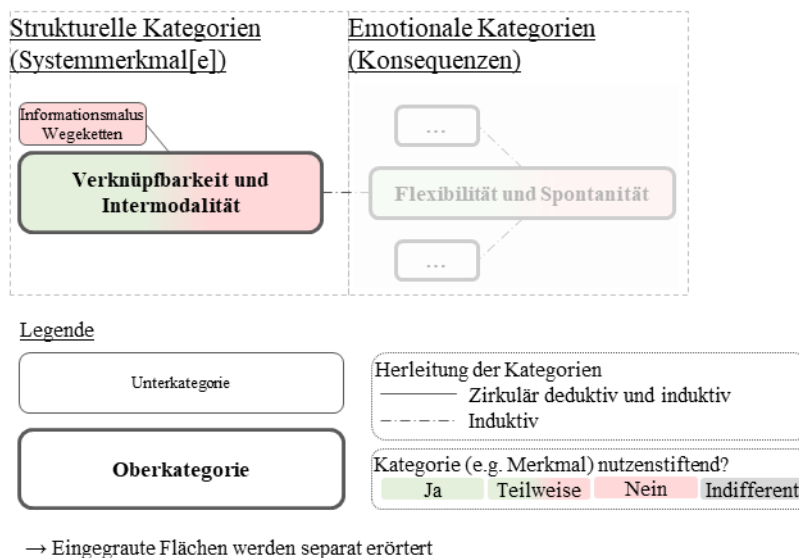 Strukturelle Kategorien
(Systemmerkmal[e])
Emotionale Kategorien
(Konsequenzen)
Informationsmalus
Wegeketten
Verknüpfbarkeit und
Intermodalität
...
Flexibilität und Spontanität
...
Legende
Unterkategorie
Oberkategorie
Herleitung der Kategorien
Zirkulär deduktiv und induktiv
Induktiv
Kategorie (e.g. Merkmal) nutzenstiftend?
Ja Teilweise Nein Indifferent
→ Eingegraute Flächen werden separat erörtert